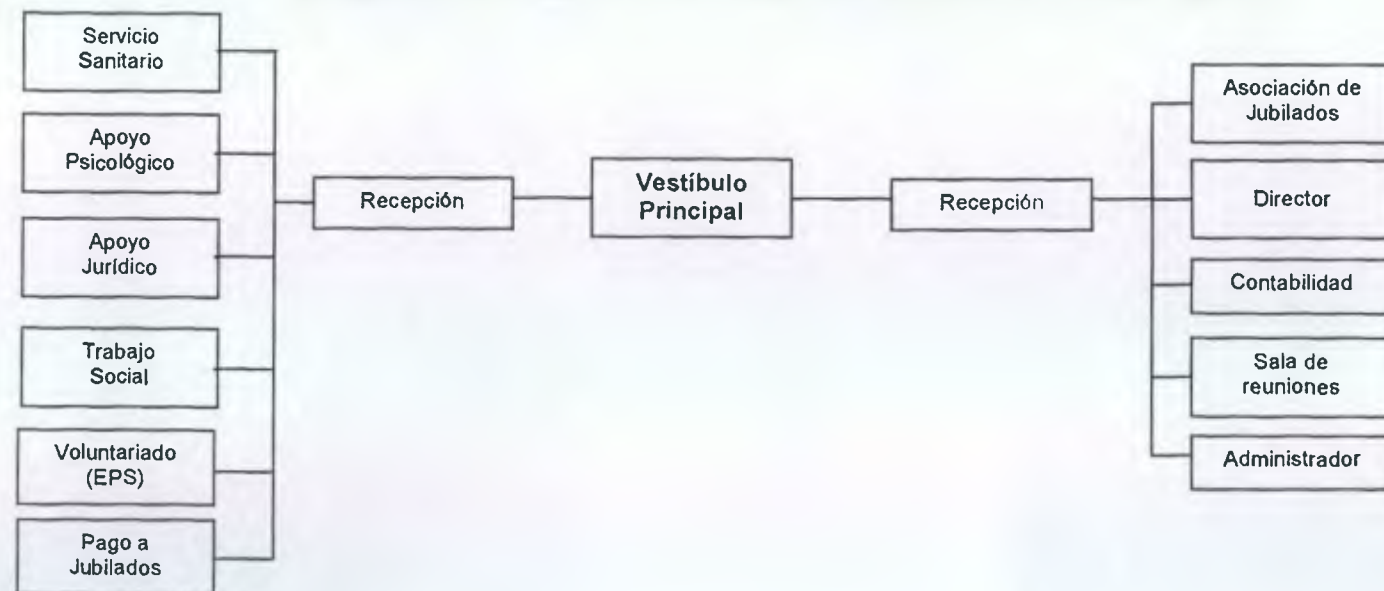 Servicio
Sanitario
Apoyo
Psicológico
Apoyo
Jurídico
Trabajo
Social
Voluntariado
(EPS)
Pago a
Jubilados
Recepción
Vestíbulo
Principal
Recepción
Asociación de
Jubilados
Director
Contabilidad
Sala de
reuniones
Administrador